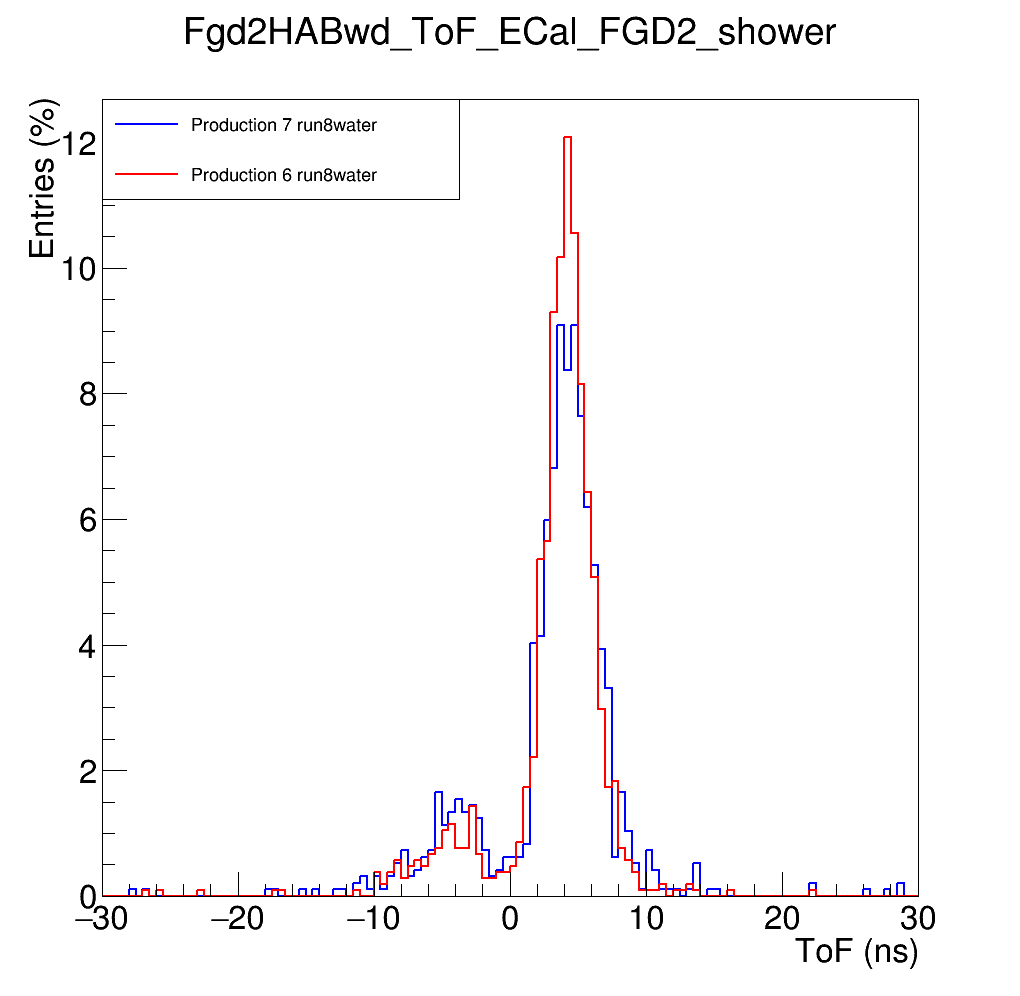 Fgd2HABwd_ToF_ECal_FGD2_shower
Entries (%)
Production 7 run8water
Production 6 run8water
12
10
8
6
4
2
0
−30 −20 −10 0 10 20 30
ToF (ns)